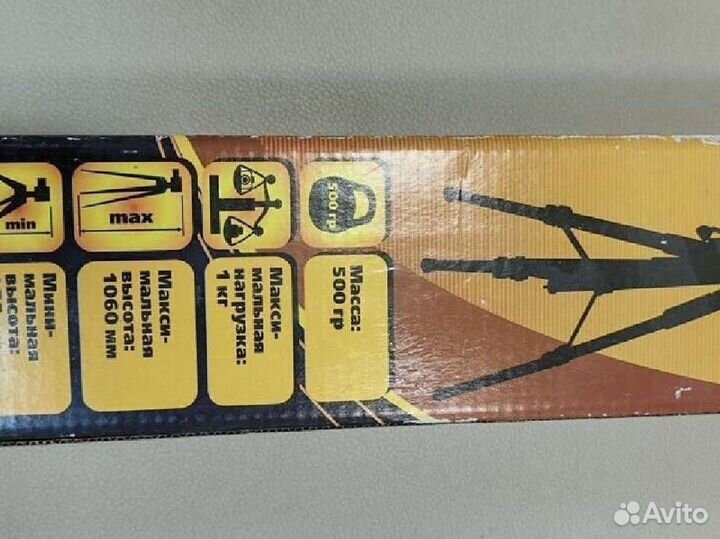 min
max
500 гр
Мини-
мальная
высота:
Макси-
мальная
высота:
1060 мм
Макси-
мальная
нагрузка:
1 кг
Масса:
500 гр
Avito